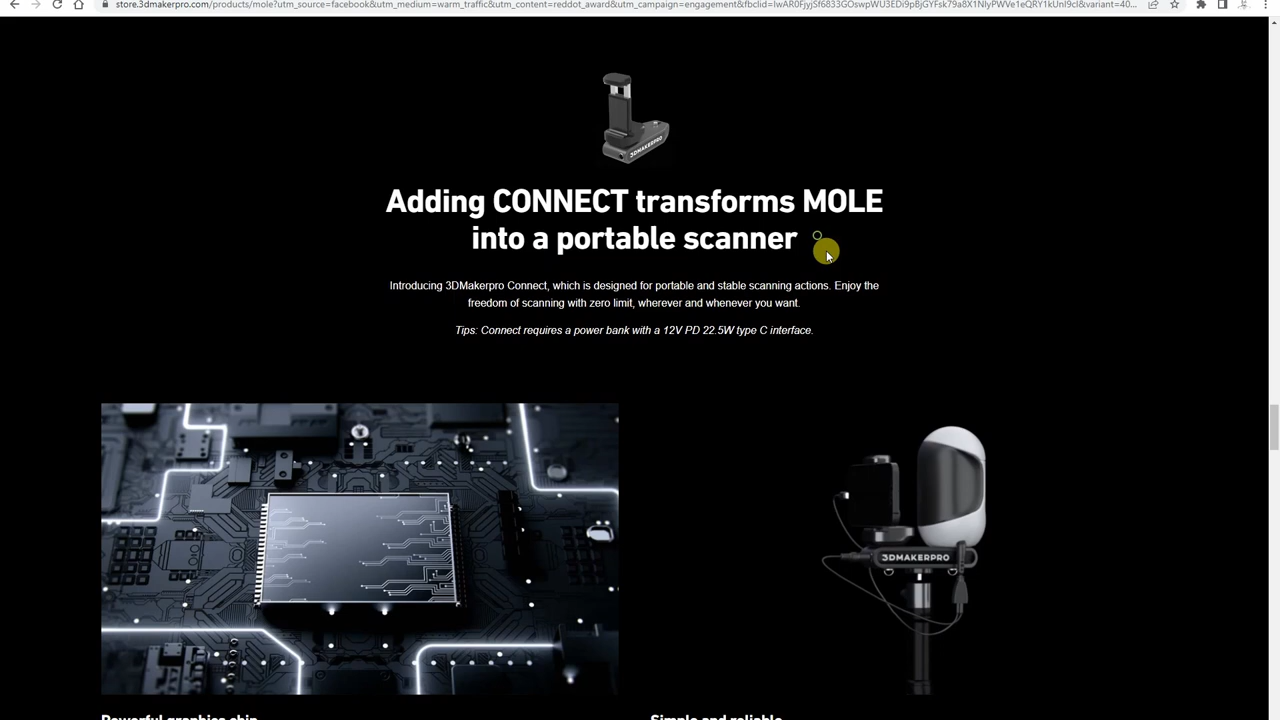 store.3dmakerpro.com/products/mole?utm_source=facebook&utm_medium=warm_traffic&utm_content=reddot_award&utm_campaign=engagement&fbclid=
3DMAKERPRO
Adding CONNECT transforms MOLE
into a portable scanner
Introducing 3DMakerpro Connect, which is designed for portable and stable scanning actions. Enjoy the
freedom of scanning with zero limit, wherever and whenever you want.
Tips: Connect requires a power bank with a 12V PD 22.5W type C interface.
3DMAKERPRO
Powerful graphics chip
Simple and reliable